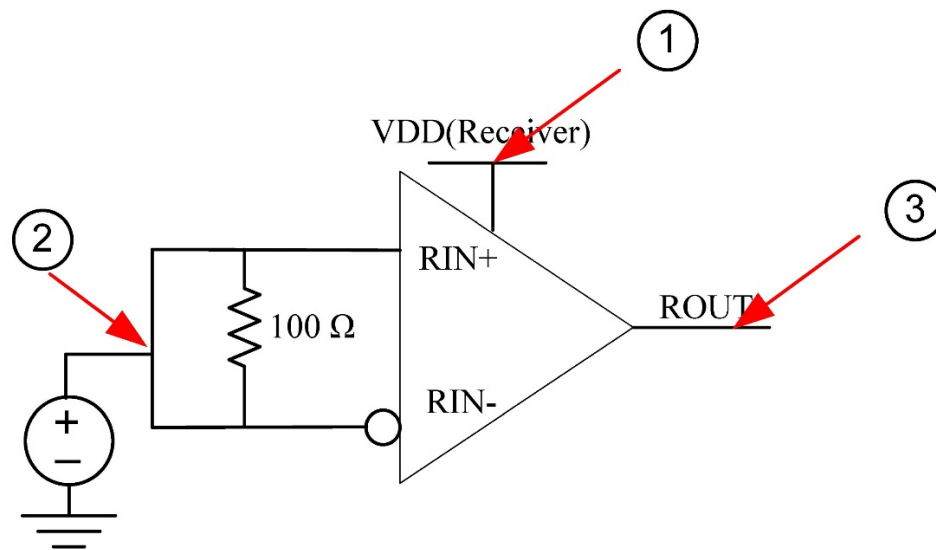 1
VDD(Receiver)
2
3
RIN+
ROUT
100 Ω
RIN-
+
−